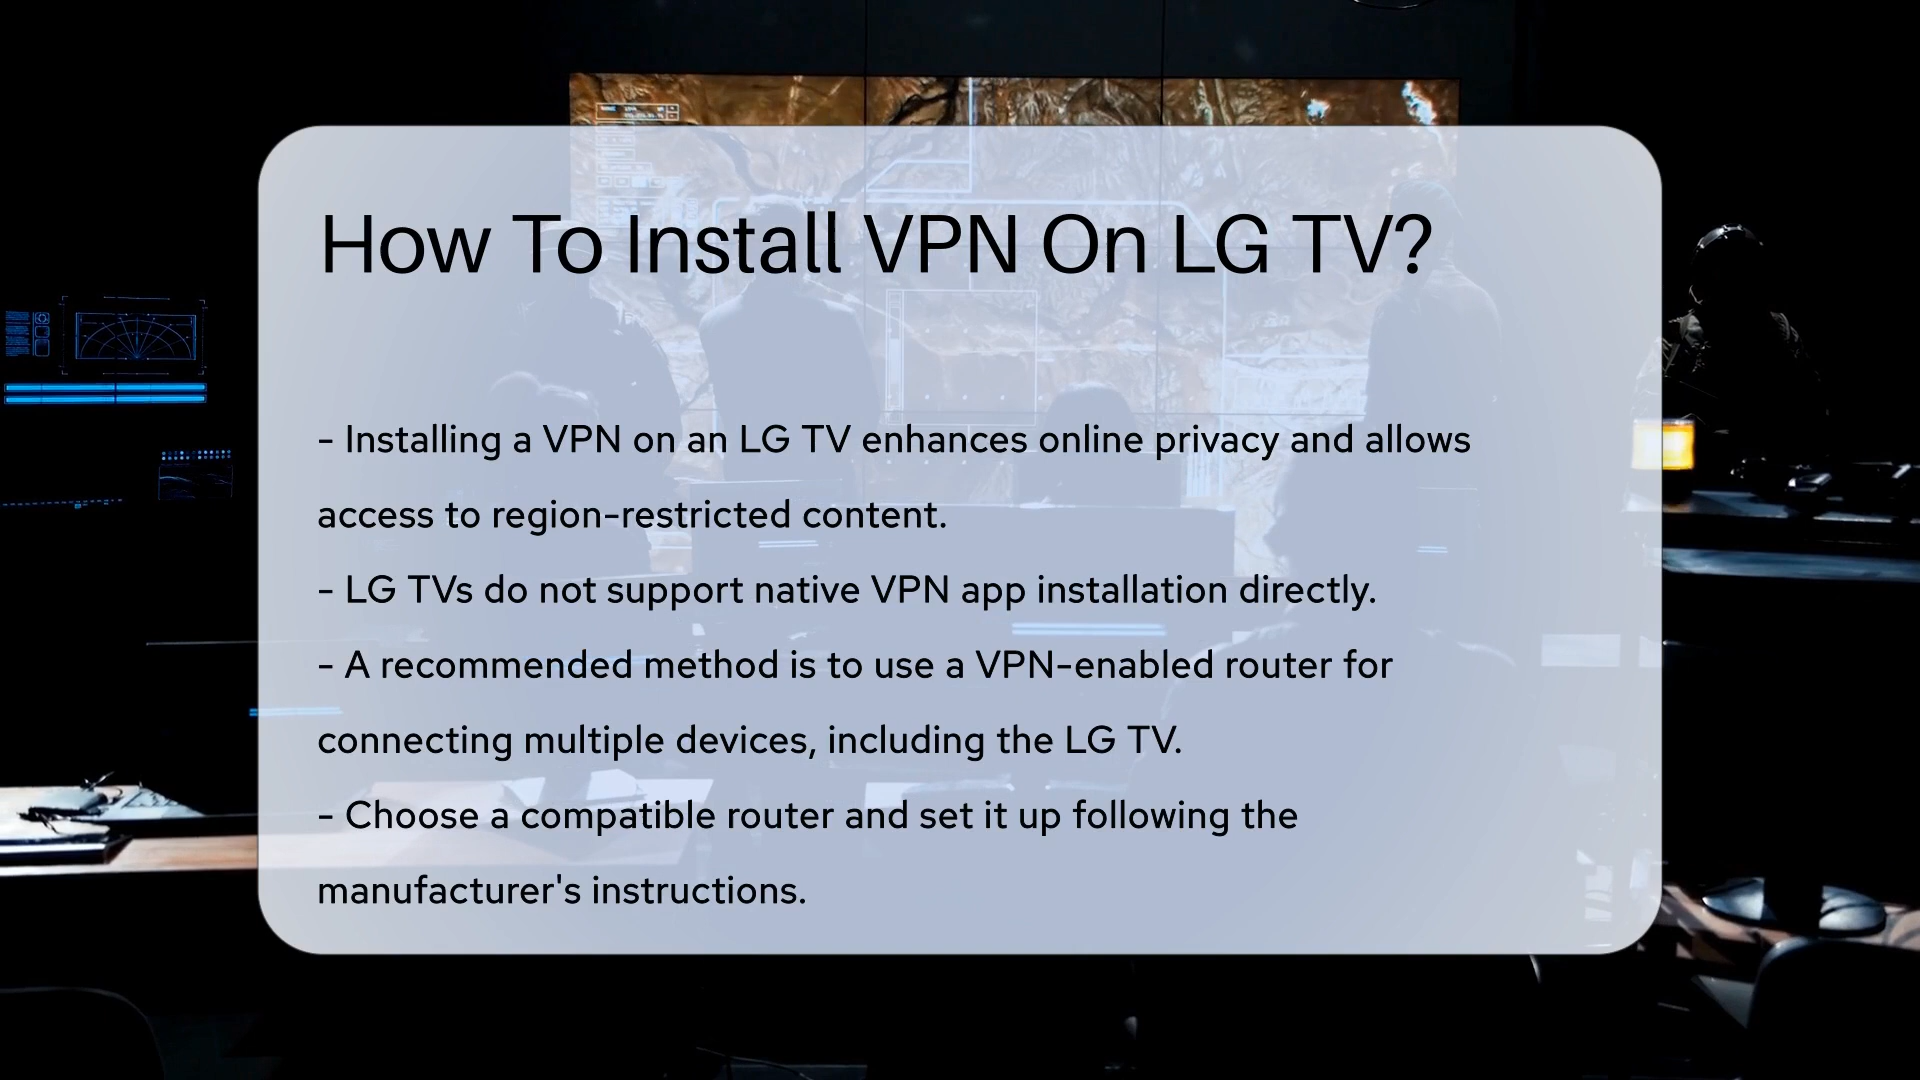 How To Install VPN On LG TV?
- Installing a VPN on an LG TV enhances online privacy and allows
access to region-restricted content.
- LG TVs do not support native VPN app installation directly.
- A recommended method is to use a VPN-enabled router for
connecting multiple devices, including the LG TV.
- Choose a compatible router and set it up following the
manufacturer's instructions.